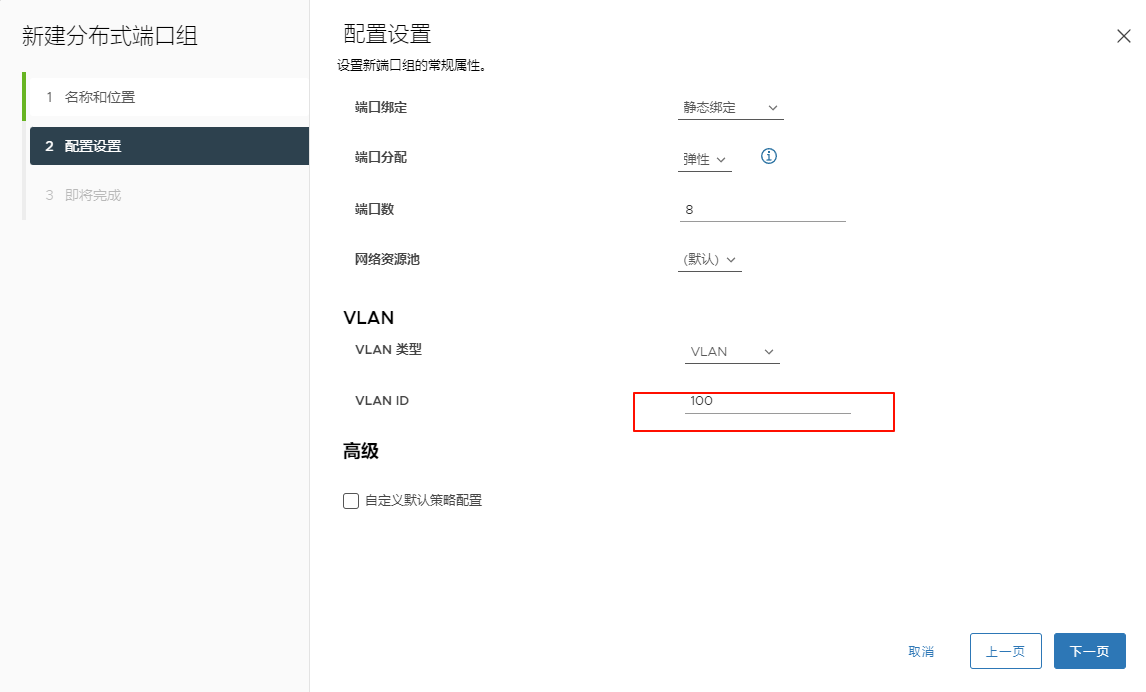 新建分布式端口组
1 名称和位置
2 配置设置
3 即将完成
配置设置
设置新端口组的常规属性。
端口绑定 静态绑定
端口分配 弹性
端口数 8
网络资源池 (默认)
VLAN
VLAN 类型 VLAN
VLAN ID 100
高级
自定义默认策略配置
取消 上一页 下一页